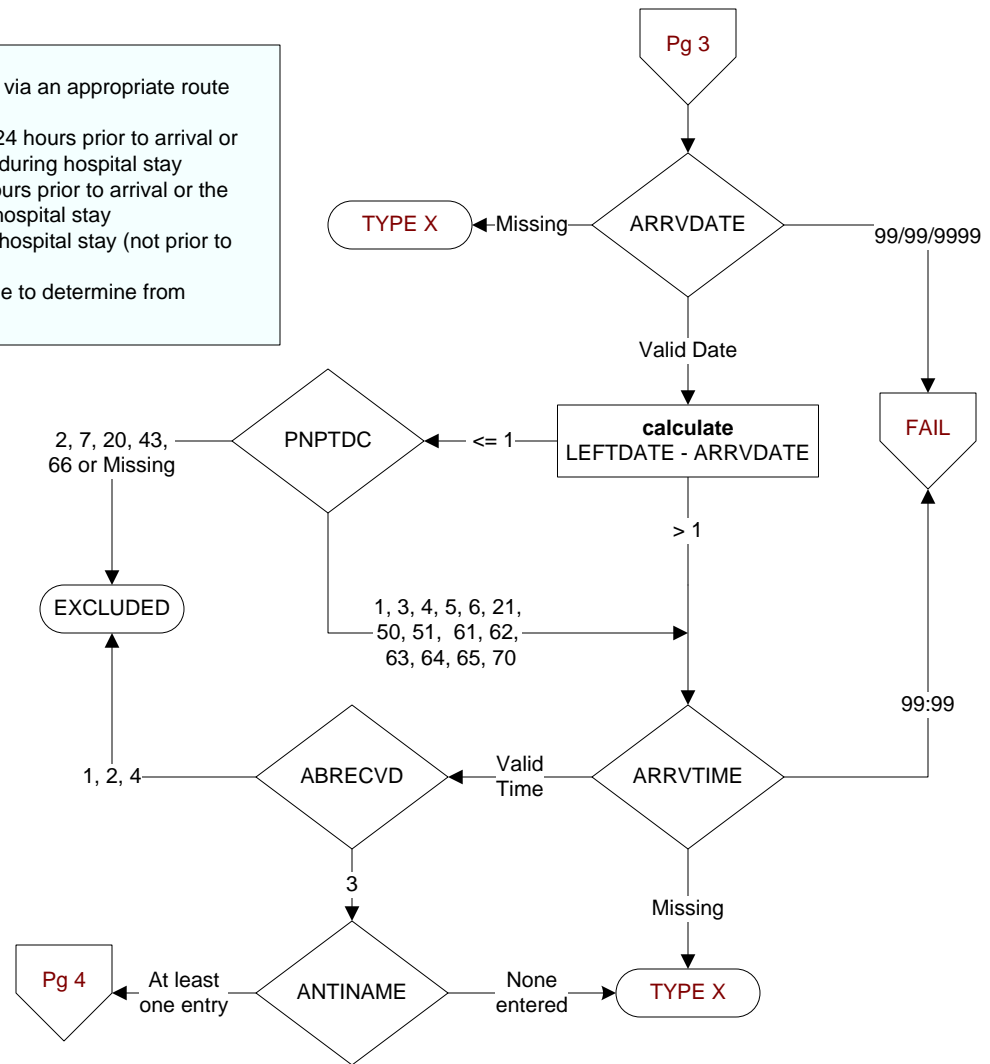 via an appropriate route
24 hours prior to arrival or
during hospital stay
ours prior to arrival or the
hospital stay
hospital stay (not prior to
e to determine from
Pg 3
TYPE X
Missing
ARRVDATE
99/99/9999
Valid Date
2, 7, 20, 43,
66 or Missing
PNPTDC
<= 1
calculate
LEFTDATE - ARRVDATE
FAIL
> 1
EXCLUDED
1, 3, 4, 5, 6, 21,
50, 51, 61, 62,
63, 64, 65, 70
99:99
1, 2, 4
ABRECVD
Valid
Time
ARRVTIME
3
Missing
Pg 4
At least
one entry
ANTINAME
None
entered
TYPE X